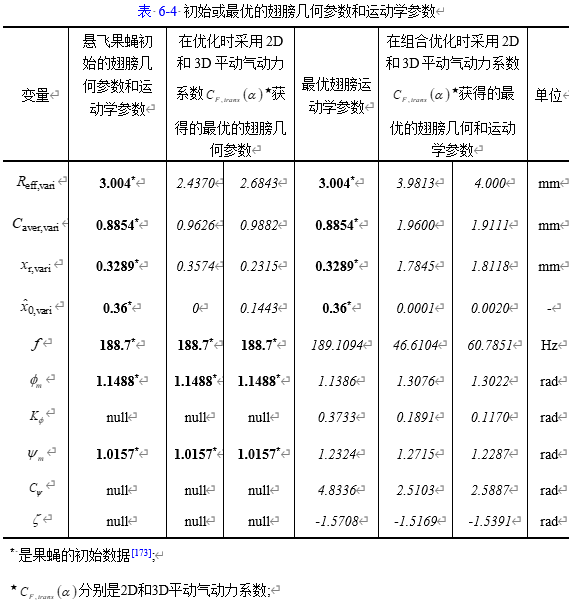 表 6-4 初始或最优的翅膀几何参数和运动学参数
变量 悬飞果蝇初始的翅膀几何参数和运动学参数 在优化时采用 2D 和 3D 平动气动力系数 C_{F,trans}(α)★获得的最优的翅膀几何参数 最优翅膀运动学参数 在组合优化时采用 2D 和 3D 平动气动力系数 C_{F,trans}(α)★获得的最优的翅膀几何和运动学参数 单位
R_{eff,vari} 3.004* 2.4370 2.6843 3.004* 3.9813 4.000 mm
C_{aver,vari} 0.8854* 0.9626 0.9882 0.8854* 1.9600 1.9111 mm
x_{r,vari} 0.3289* 0.3574 0.2315 0.3289* 1.7845 1.8118 mm
x̂_{0,vari} 0.36* 0 0.1443 0.36* 0.0001 0.0020 -
f 188.7* 188.7* 188.7* 189.1094 46.6104 60.7851 Hz
ϕ_m 1.1488* 1.1488* 1.1488* 1.1386 1.3076 1.3022 rad
K_ϕ null null null 0.3733 0.1891 0.1170 rad
ψ_m 1.0157* 1.0157* 1.0157* 1.2324 1.2715 1.2287 rad
C_ψ null null null 4.8336 2.5103 2.5887 rad
ζ null null null -1.5708 -1.5169 -1.5391 rad
* 是果蝇的初始数据[173];
★ C_{F,trans}(α) 分别是2D和3D平动气动力系数;